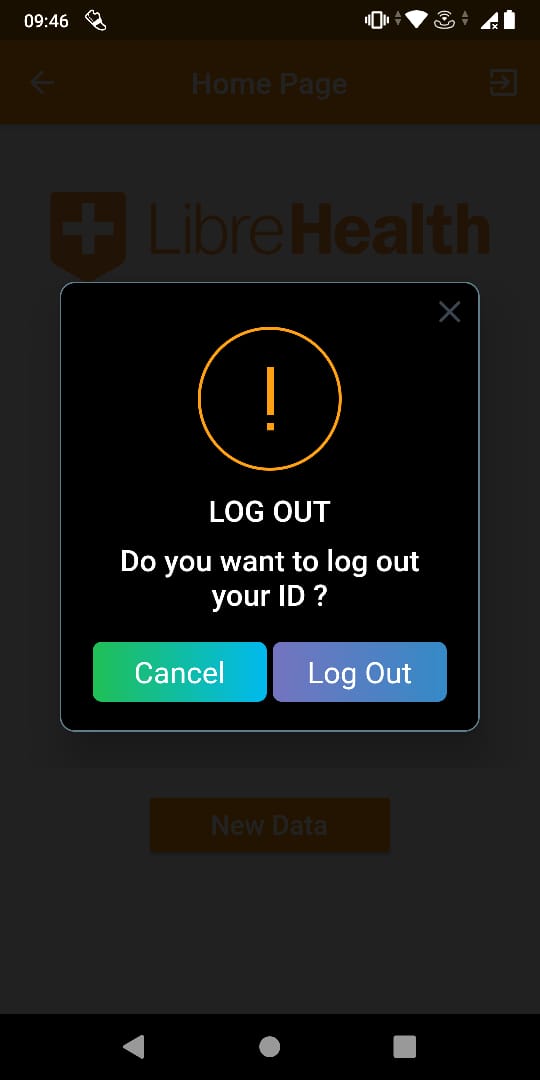 09:46
Home Page
LibreHealth
LOG OUT
Do you want to log out
your ID ?
Cancel
Log Out
New Data